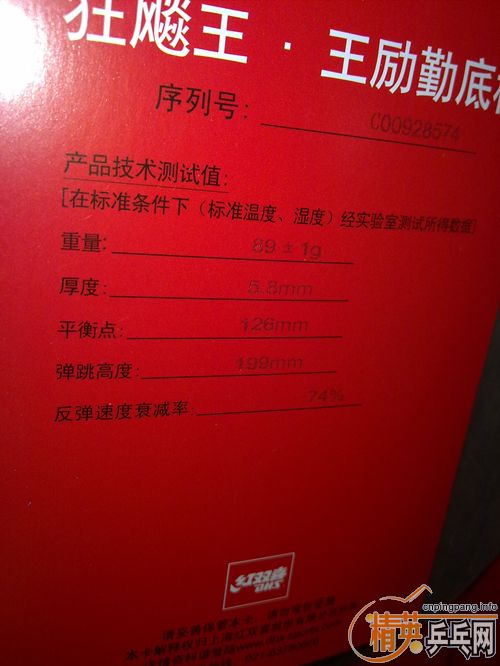 狂飚王·王励勤底
序列号: C00928574
产品技术测试值:
[在标准条件下（标准温度、湿度）经实验室测试所得数据]
重量: 89±1g
厚度: 5.8mm
平衡点: 126mm
弹跳高度: 199mm
反弹速度衰减率: 74%
红双喜
DHS
cnpingpang.info
精英乒乓网